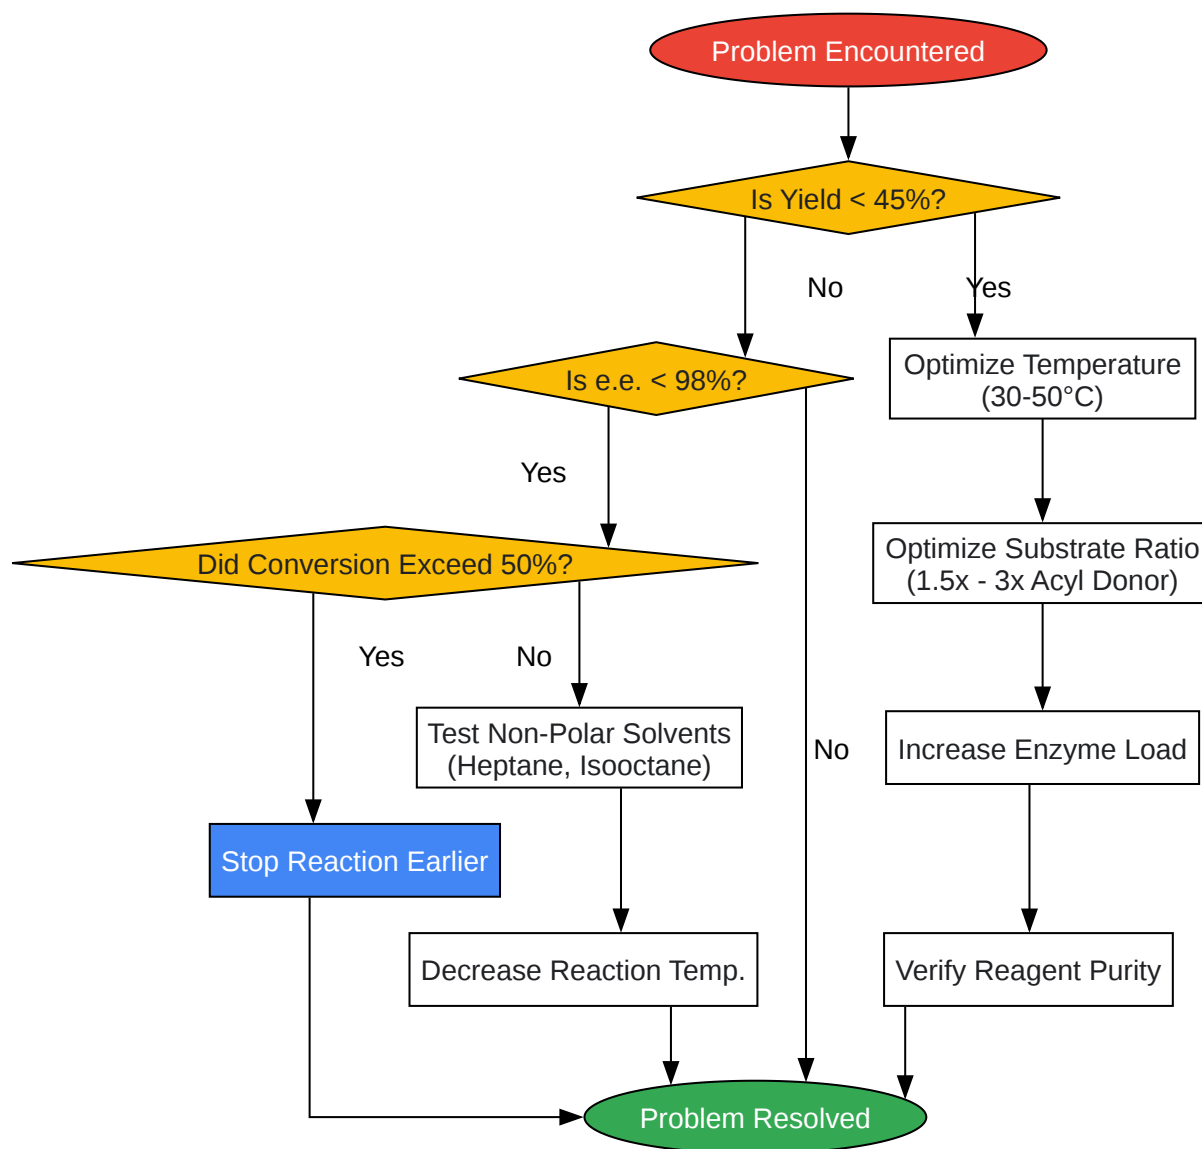 Problem Encountered
Is Yield < 45%?
No
Yes
Optimize Temperature
(30-50°C)
Is e.e. < 98%?
Yes
Optimize Substrate Ratio
(1.5x - 3x Acyl Donor)
Did Conversion Exceed 50%?
Yes
No
Test Non-Polar Solvents
(Heptane, Isooctane)
No
Increase Enzyme Load
Stop Reaction Earlier
Decrease Reaction Temp.
Verify Reagent Purity
Problem Resolved